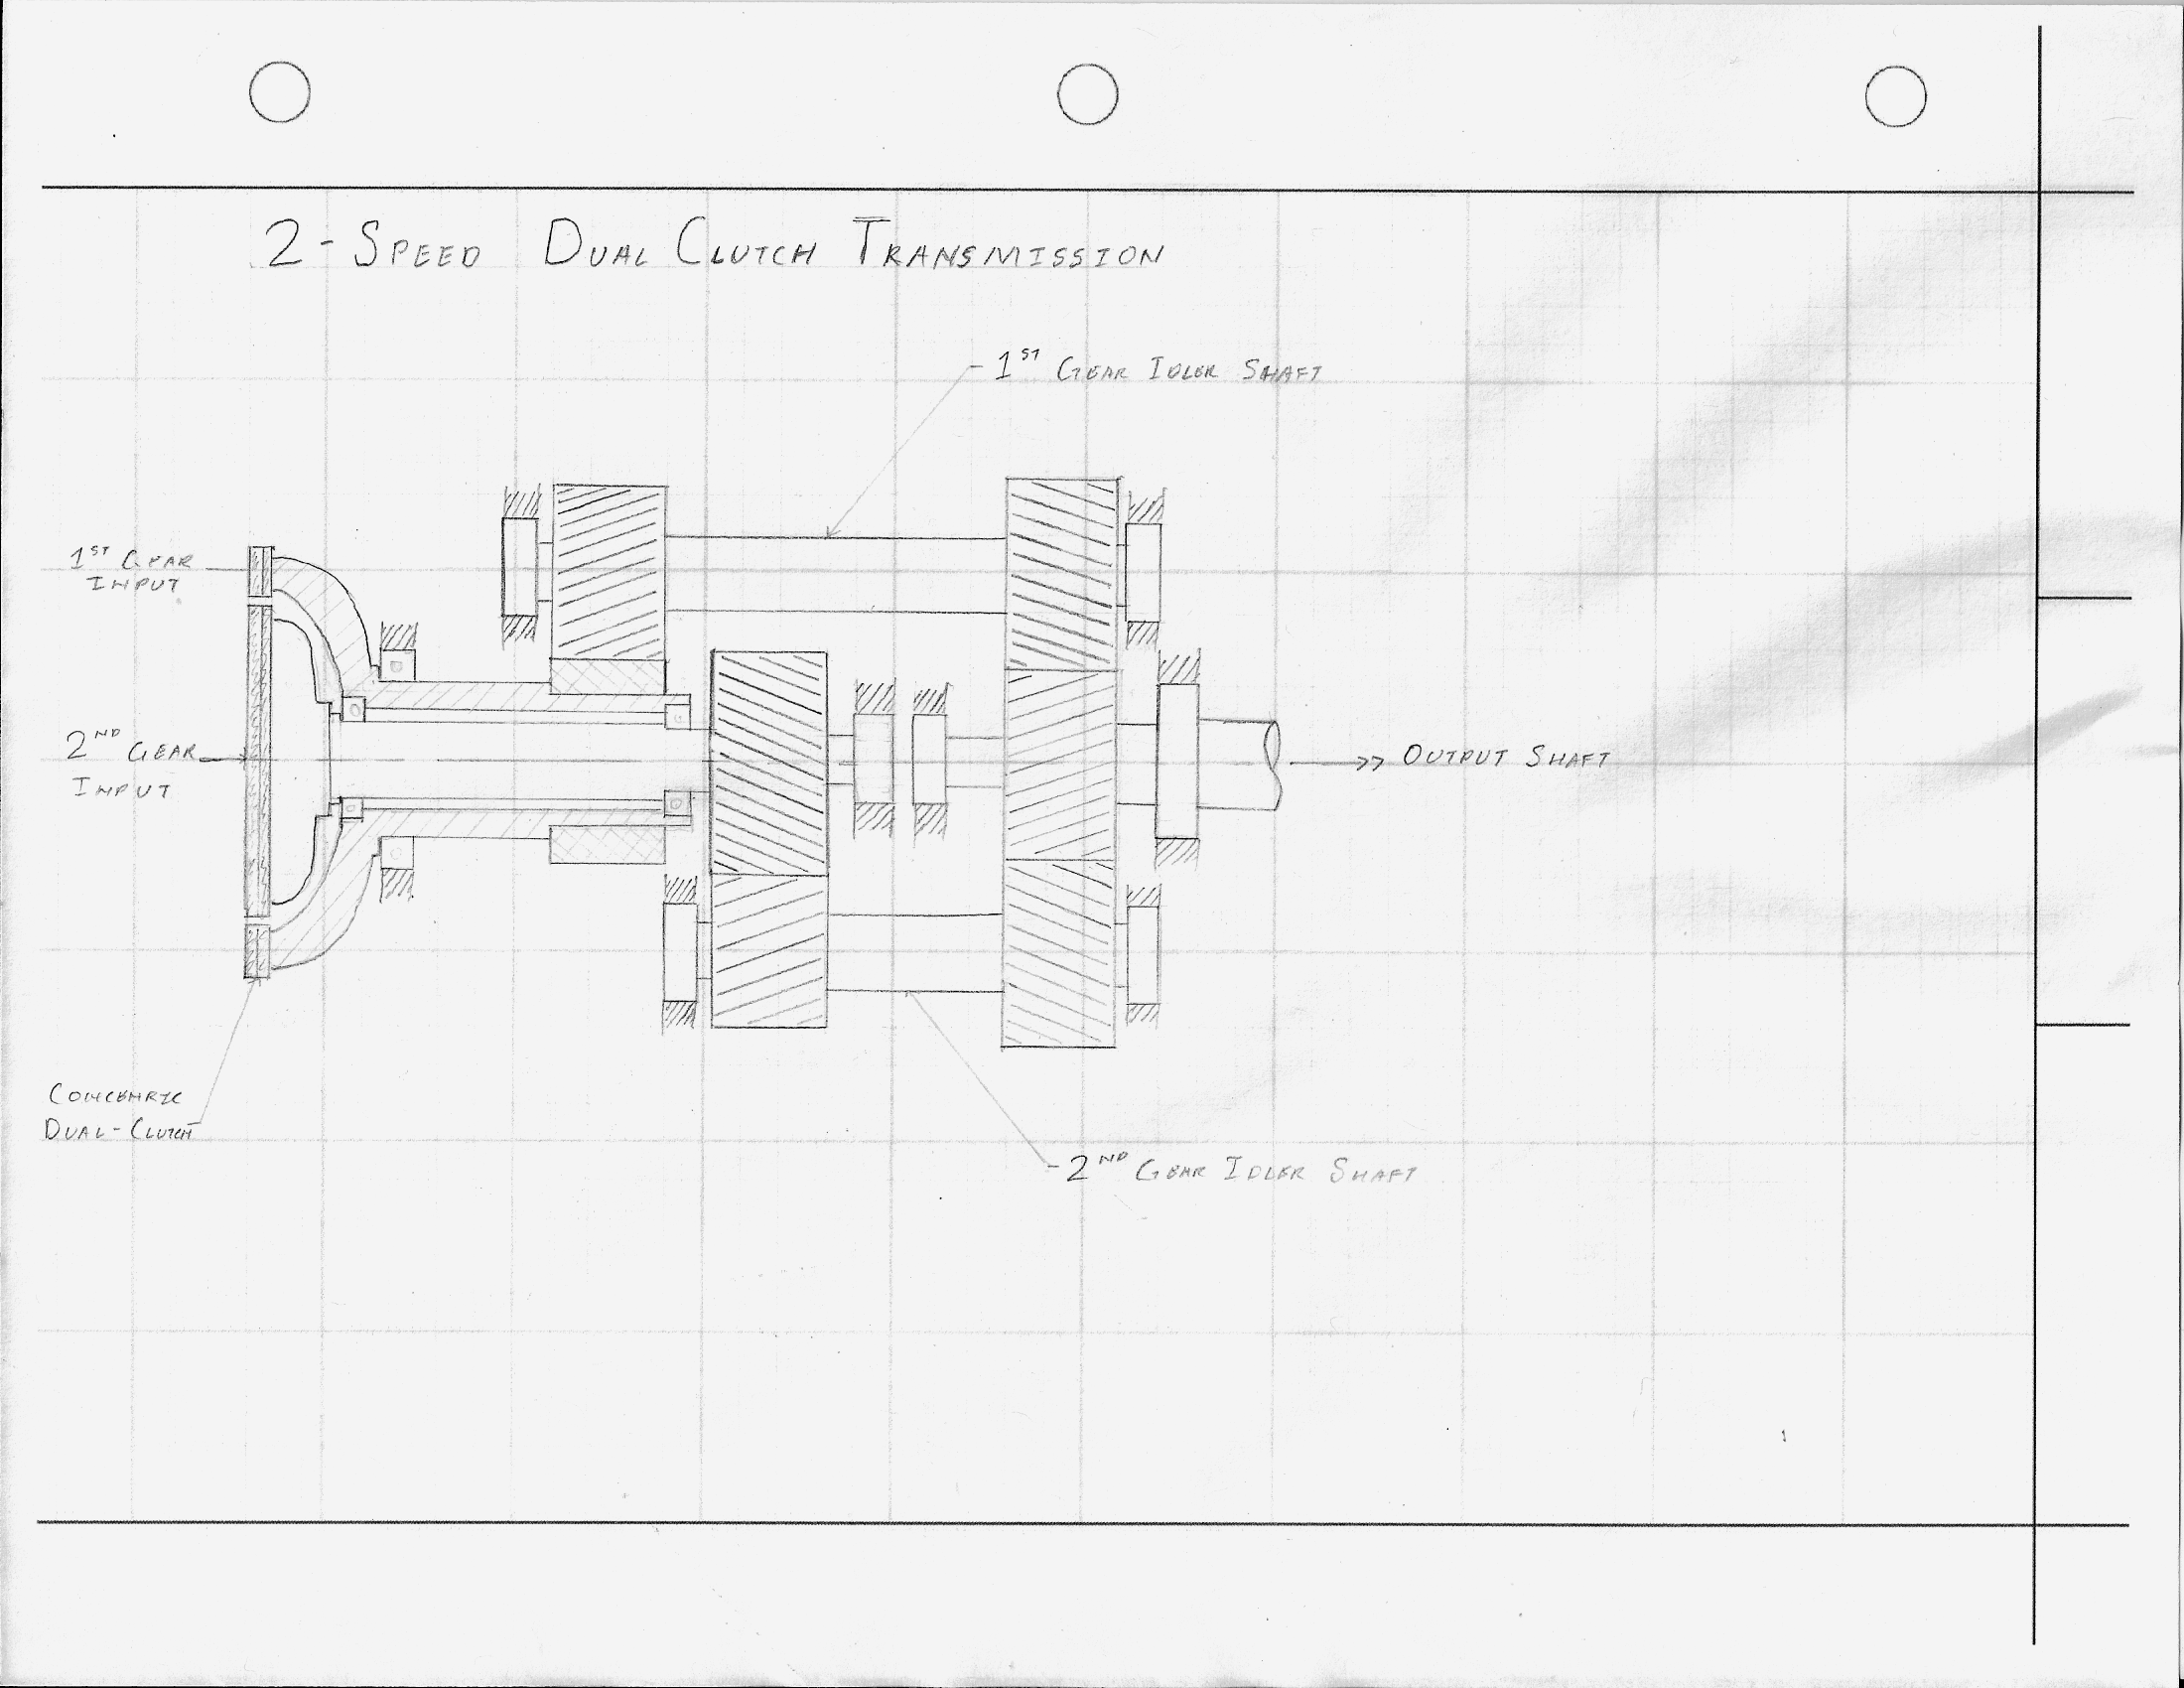 2-SPEED DUAL CLUTCH TRANSMISSION
1ST GEAR IDLER SHAFT
1ST GEAR
INPUT
2ND GEAR
INPUT
OUTPUT SHAFT
CONCENRIC
DUAL-CLUTCH
2ND GEAR IDLER SHAFT